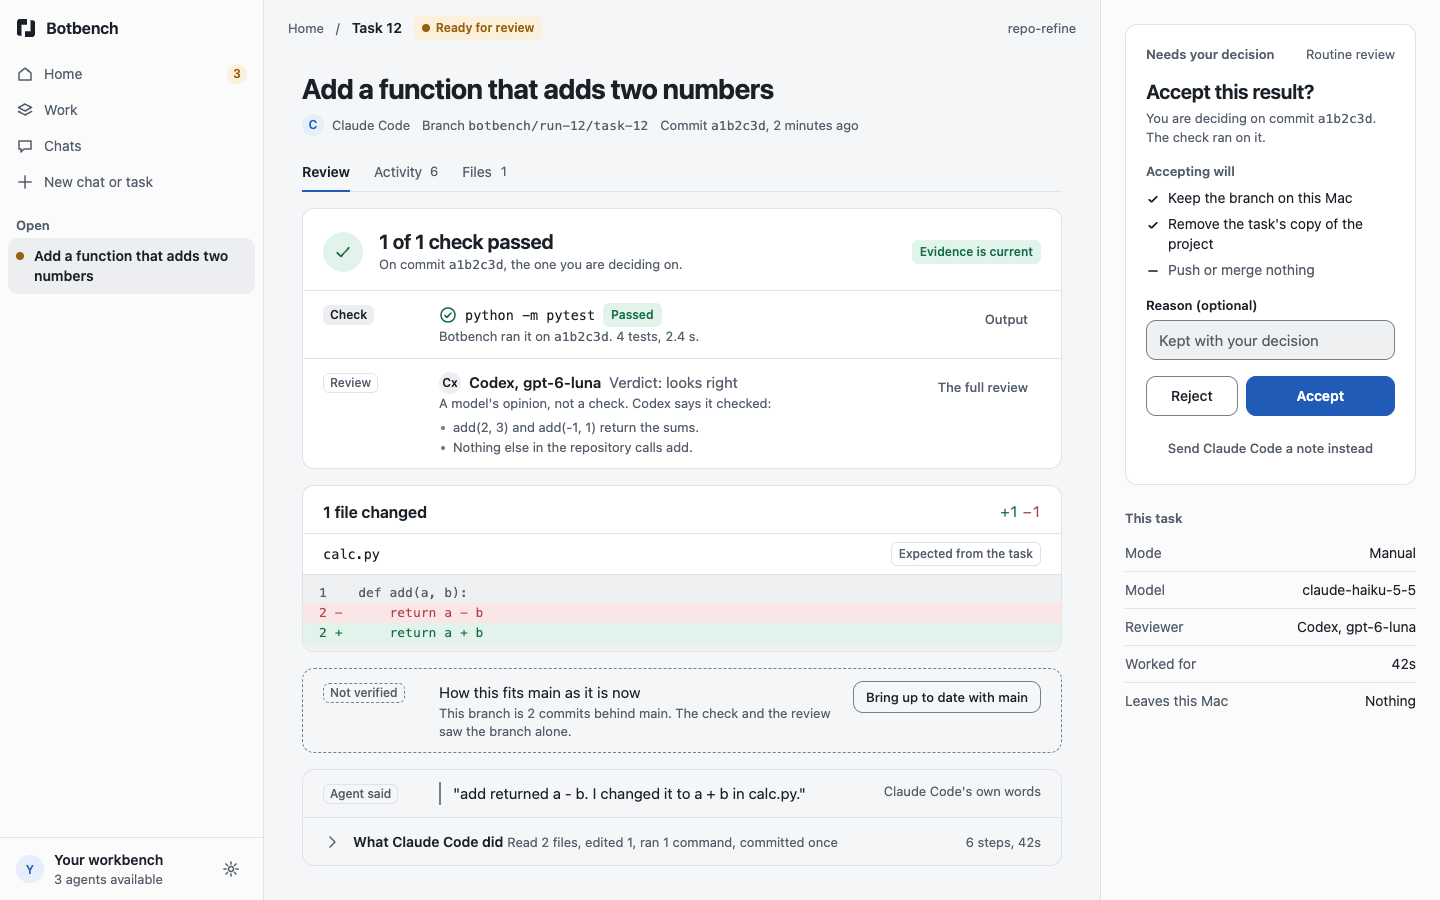 Botbench
Home 3
Work
Chats
New chat or task
Open
Add a function that adds two
numbers
Y
Your workbench
3 agents available
Home / Task 12 Ready for review
repo-refine
Add a function that adds two numbers
C Claude Code Branch botbench/run-12/task-12 Commit a1b2c3d, 2 minutes ago
Review Activity 6 Files 1
1 of 1 check passed
On commit a1b2c3d, the one you are deciding on.
Evidence is current
Check
python -m pytest Passed
Botbench ran it on a1b2c3d. 4 tests, 2.4 s.
Output
Review
Cx Codex, gpt-6-luna Verdict: looks right
A model's opinion, not a check. Codex says it checked:
• add(2, 3) and add(-1, 1) return the sums.
• Nothing else in the repository calls add.
The full review
1 file changed
+1 −1
calc.py
Expected from the task
1 def add(a, b):
2 − return a − b
2 + return a + b
Not verified
How this fits main as it is now
This branch is 2 commits behind main. The check and the review
saw the branch alone.
Bring up to date with main
Agent said
"add returned a - b. I changed it to a + b in calc.py."
Claude Code's own words
What Claude Code did Read 2 files, edited 1, ran 1 command, committed once
6 steps, 42s
Needs your decision
Routine review
Accept this result?
You are deciding on commit a1b2c3d.
The check ran on it.
Accepting will
Keep the branch on this Mac
Remove the task's copy of the
project
Push or merge nothing
Reason (optional)
Kept with your decision
Reject
Accept
Send Claude Code a note instead
This task
Mode Manual
Model claude-haiku-5-5
Reviewer Codex, gpt-6-luna
Worked for 42s
Leaves this Mac Nothing